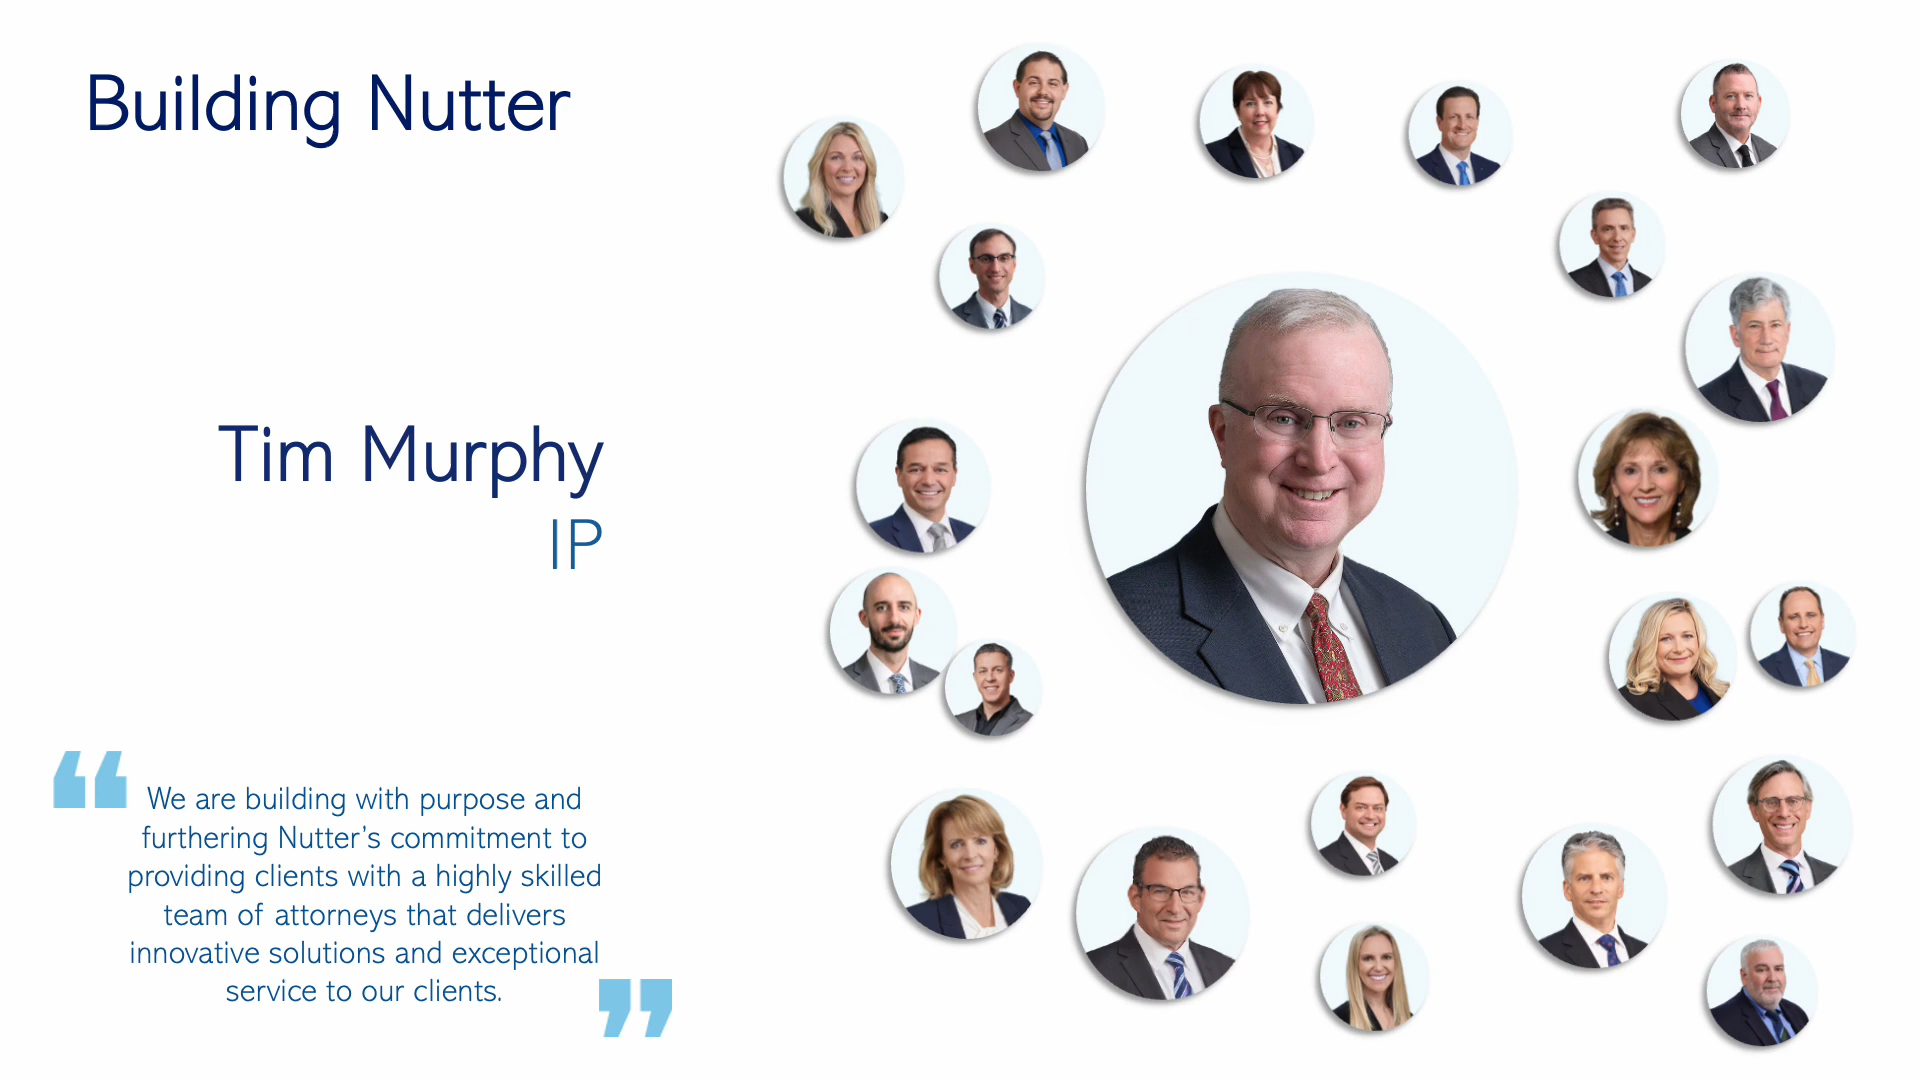 Building Nutter
Tim Murphy
IP
“ We are building with purpose and
furthering Nutter’s commitment to
providing clients with a highly skilled
team of attorneys that delivers
innovative solutions and exceptional
service to our clients. ”